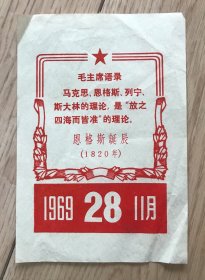 毛主席语录
马克思、恩格斯、列宁、
斯大林的理论，是“放之
四海而皆准”的理论。
恩格斯誕辰
(1820年)
1969 28 11月